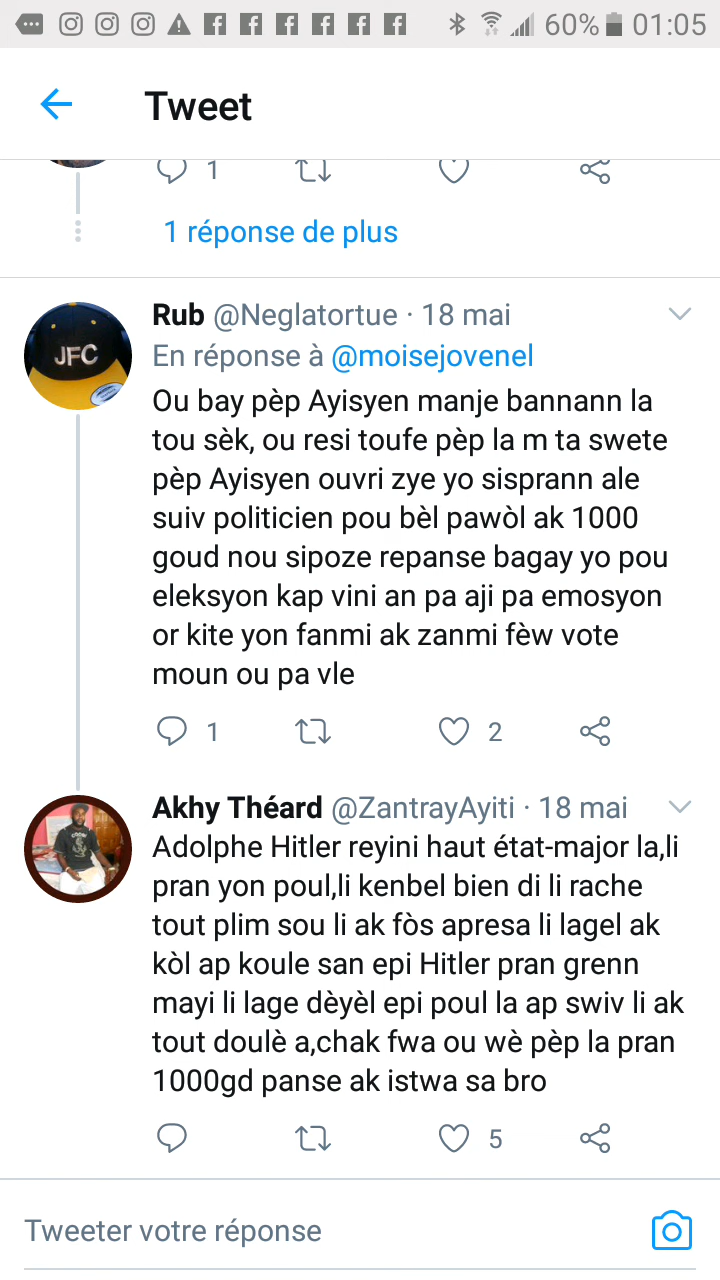 60% 01:05
Tweet
1
1 réponse de plus
Rub @Neglatortue · 18 mai
En réponse à @moisejovenel
JFC
Ou bay pèp Ayisyen manje bannann la
tou sèk, ou resi toufe pèp la m ta swete
pèp Ayisyen ouvri zye yo sisprann ale
suiv politicien pou bèl pawòl ak 1000
goud nou sipoze repanse bagay yo pou
eleksyon kap vini an pa aji pa emosyon
or kite yon fanmi ak zanmi fèw vote
moun ou pa vle
1 2
Akhy Théard @ZantrayAyiti · 18 mai
Adolphe Hitler reyini haut état-major la,li
pran yon poul,li kenbel bien di li rache
tout plim sou li ak fòs apresa li lagel ak
kòl ap koule san epi Hitler pran grenn
mayi li lage dèyèl epi poul la ap swiv li ak
tout doulè a,chak fwa ou wè pèp la pran
1000gd panse ak istwa sa bro
5
Tweeter votre réponse